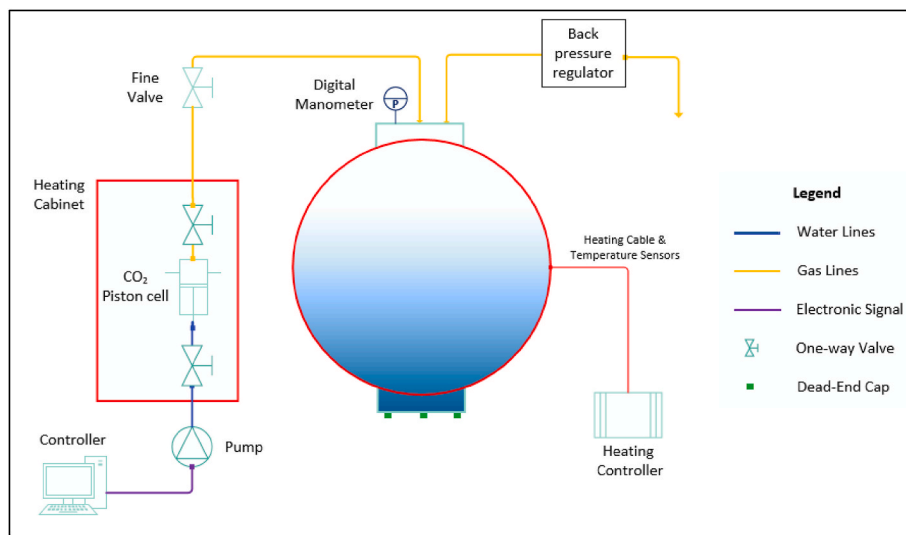 Back
pressure
regulator
Fine
Valve
Digital
Manometer
P
Heating
Cabinet
CO₂
Piston cell
Heating Cable &
Temperature Sensors
Controller
Pump
Heating
Controller
Legend
Water Lines
Gas Lines
Electronic Signal
One-way Valve
Dead-End Cap